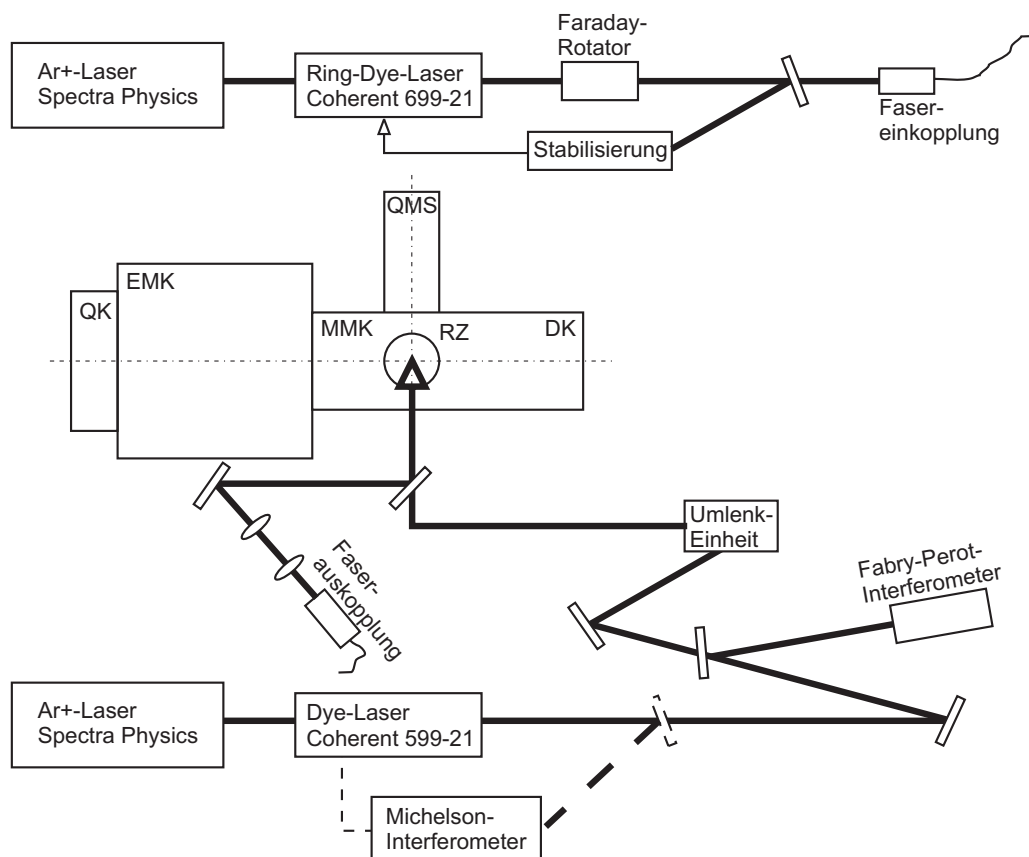 Ar+-Laser
Spectra Physics
Ring-Dye-Laser
Coherent 699-21
Faraday-
Rotator
Faser-
einkopplung
Stabilisierung
QMS
EMK
QK
MMK
RZ
DK
Umlenk-
Einheit
Faser-
auskopplung
Fabry-Perot-
Interferometer
Ar+-Laser
Spectra Physics
Dye-Laser
Coherent 599-21
Michelson-
Interferometer